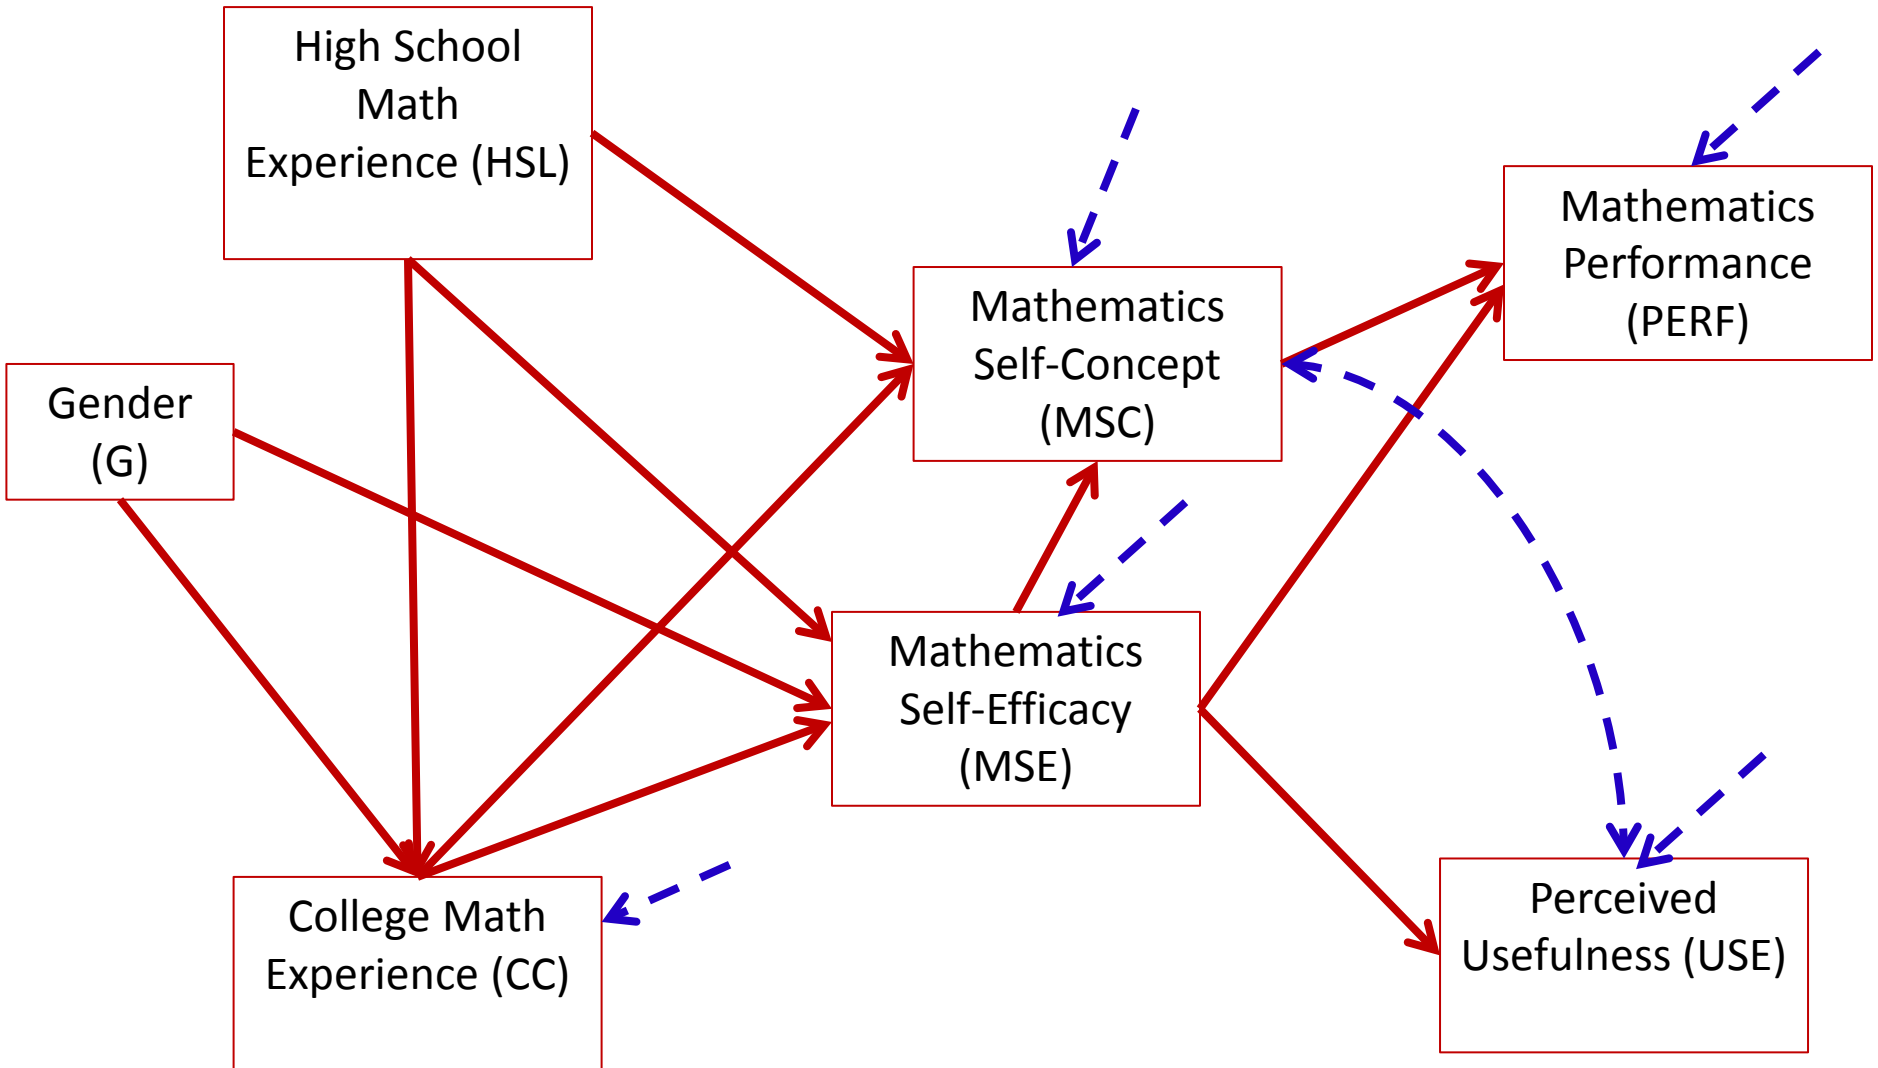 High School
Math
Experience (HSL)
Mathematics
Performance
(PERF)
Mathematics
Self-Concept
(MSC)
Gender
(G)
Mathematics
Self-Efficacy
(MSE)
College Math
Experience (CC)
Perceived
Usefulness (USE)